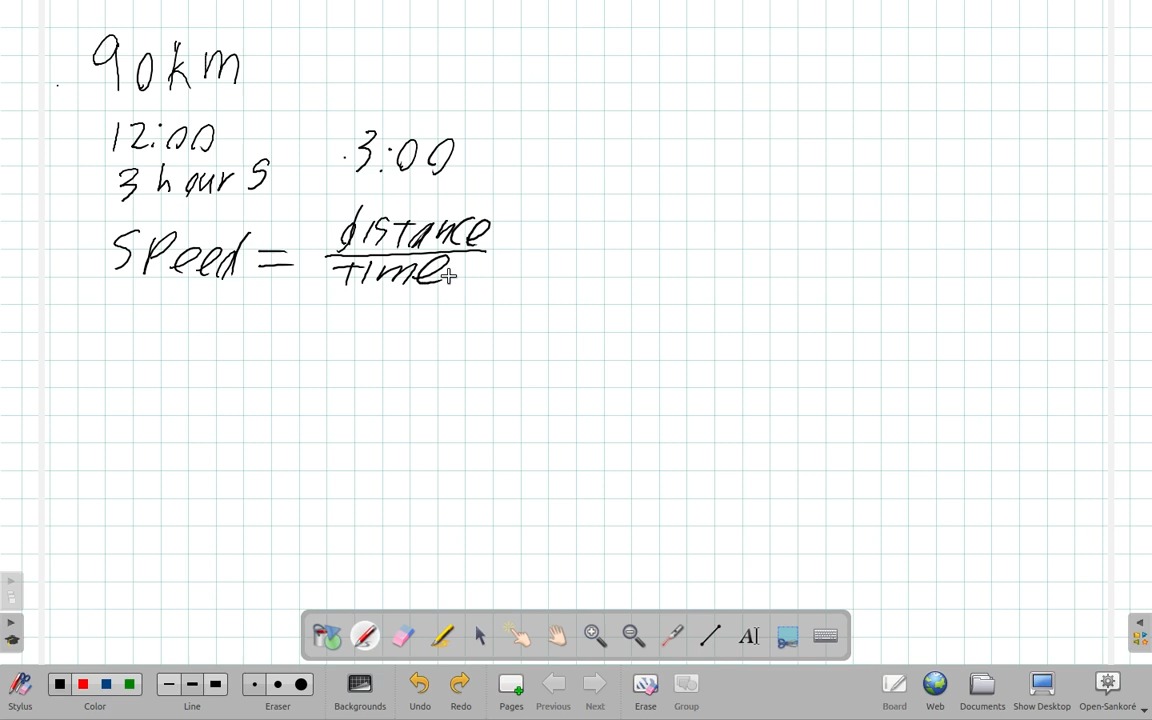 90km
12:00 3:00
3 hours
speed = distance
time
Stylus Color Line Eraser Backgrounds Undo Redo Pages Previous Next Erase Group Board Web Documents Show Desktop Open-Sankoré